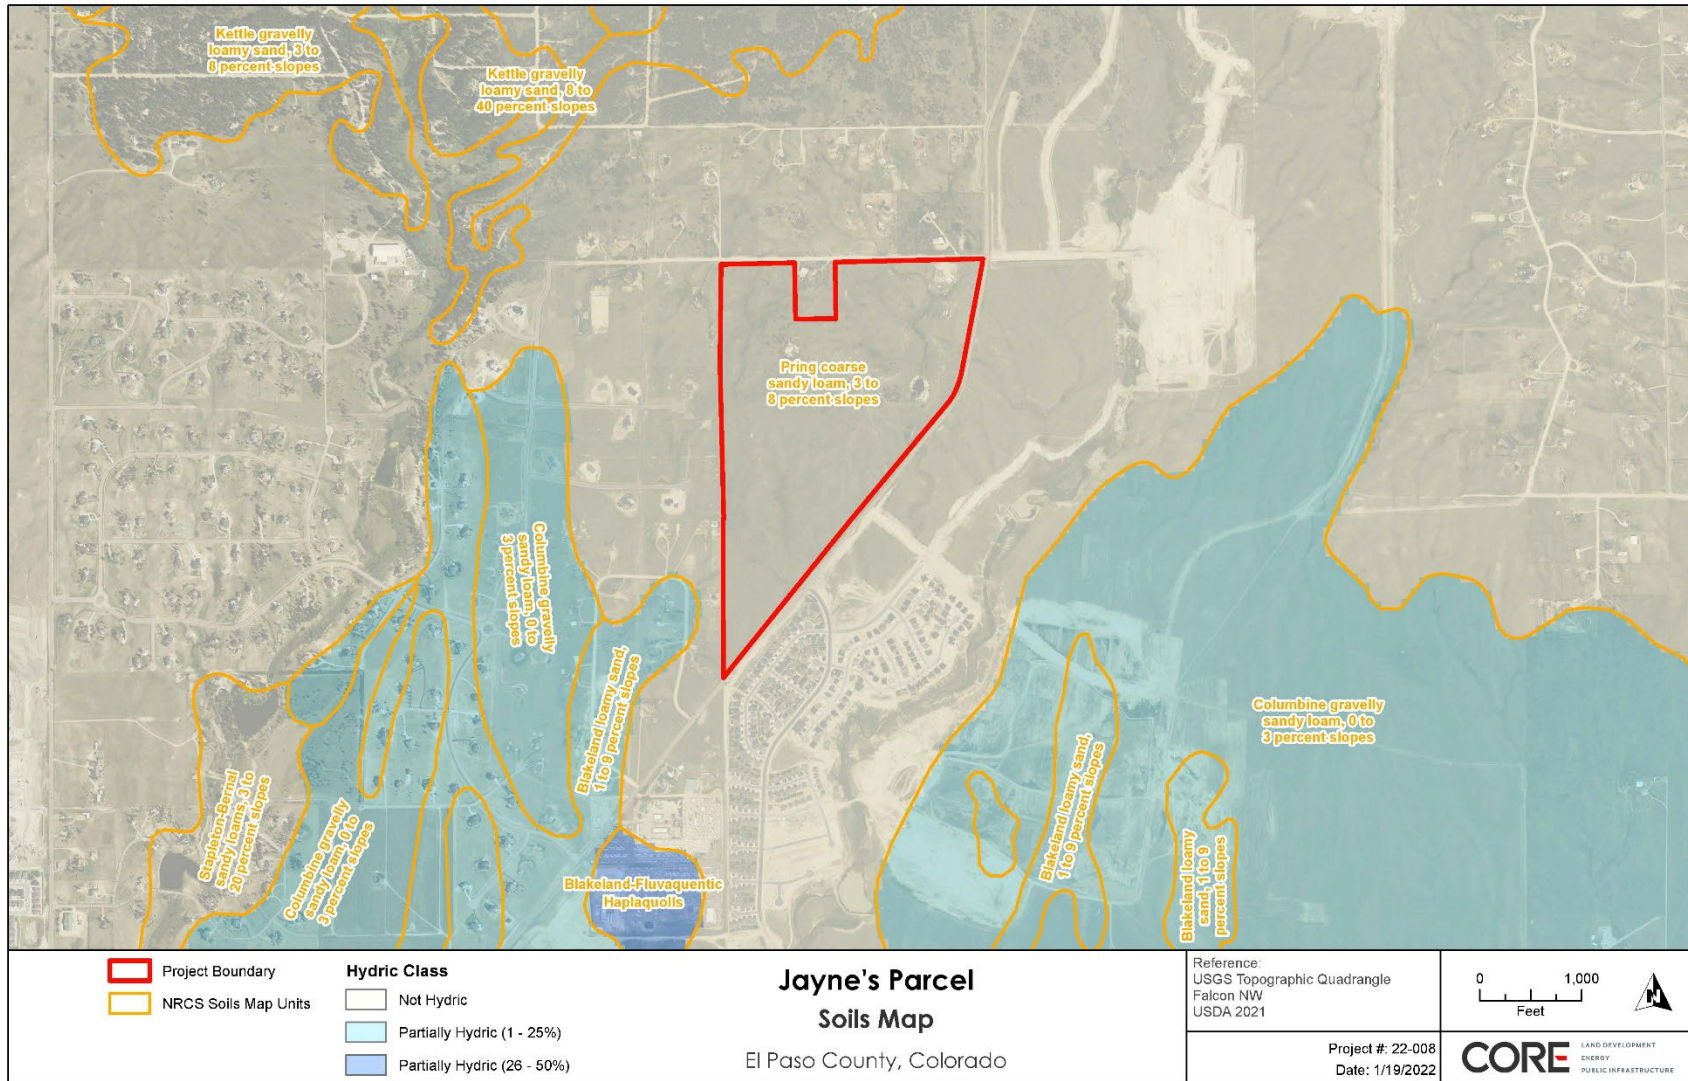 Kettle gravelly
loamy sand, 3 to
8 percent slopes
Kettle gravelly
loamy sand, 8 to
40 percent slopes
Pring coarse
sandy loam, 3 to
8 percent slopes
Columbine gravelly
sandy loam, 0 to
3 percent slopes
Blakeland loamy sand,
1 to 9 percent slopes
Columbine gravelly
sandy loam, 0 to
3 percent slopes
Stapleton-Bernal
sandy loams, 3 to
20 percent slopes
Columbine gravelly
sandy loam, 0 to
3 percent slopes
Blakeland-Fluvaquentic
Haplaquolls
Blakeland loamy sand,
1 to 9 percent slopes
Blakeland loamy
sand, 1 to 9
percent slopes
Project Boundary
NRCS Soils Map Units
Hydric Class
Not Hydric
Partially Hydric (1 - 25%)
Partially Hydric (26 - 50%)
Jayne's Parcel
Soils Map
El Paso County, Colorado
Reference:
USGS Topographic Quadrangle
Falcon NW
USDA 2021
Project #: 22-008
Date: 1/19/2022
0 1,000
Feet
N
CORE
LAND DEVELOPMENT
ENERGY
PUBLIC INFRASTRUCTURE